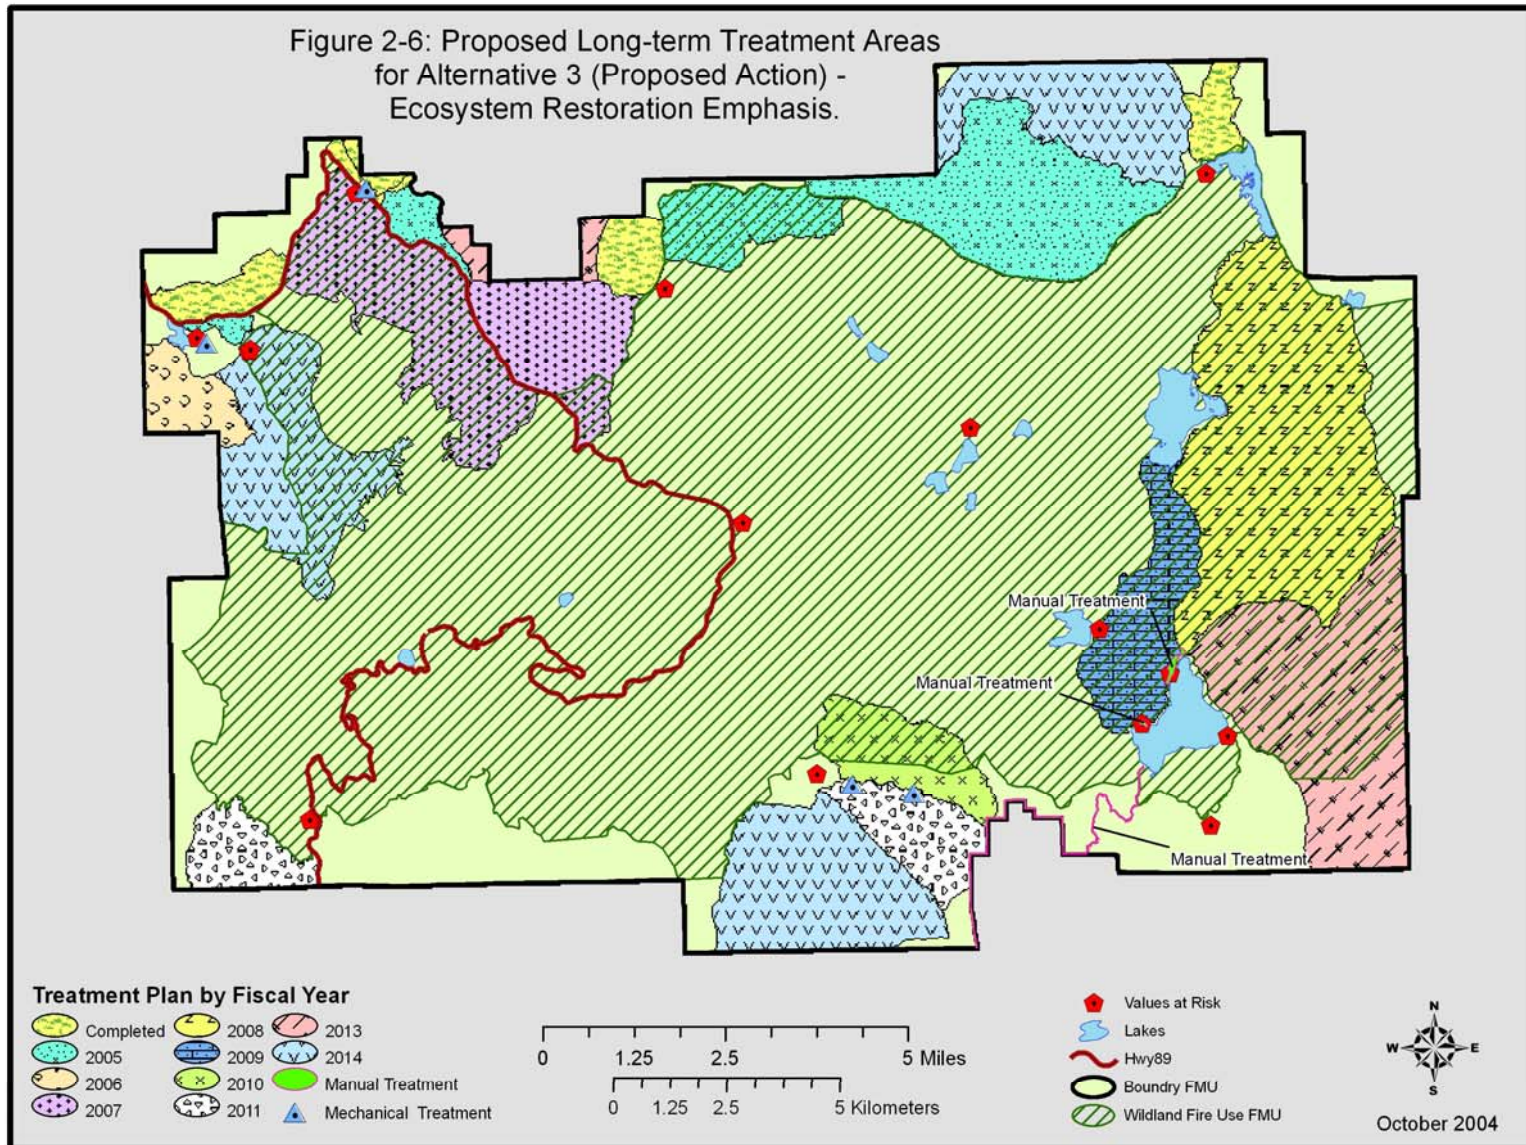 Figure 2-6: Proposed Long-term Treatment Areas
for Alternative 3 (Proposed Action) -
Ecosystem Restoration Emphasis.
Manual Treatment
Manual Treatment
Manual Treatment
Treatment Plan by Fiscal Year
Completed
2005
2006
2007
2008
2009
2010
2011
2013
2014
Manual Treatment
Mechanical Treatment
0 1.25 2.5 5 Miles
0 1.25 2.5 5 Kilometers
Values at Risk
Lakes
Hwy89
Boundry FMU
Wildland Fire Use FMU
N
W E
S
October 2004